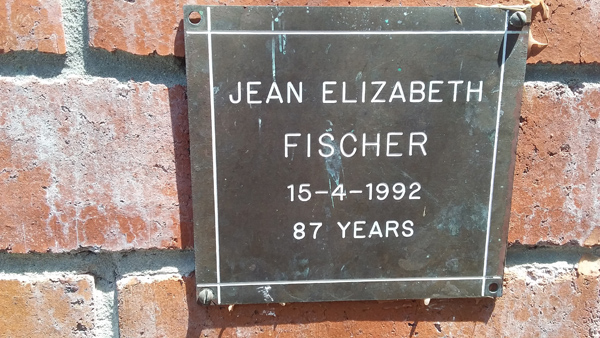 JEAN ELIZABETH
FISCHER
15-4-1992
87 YEARS